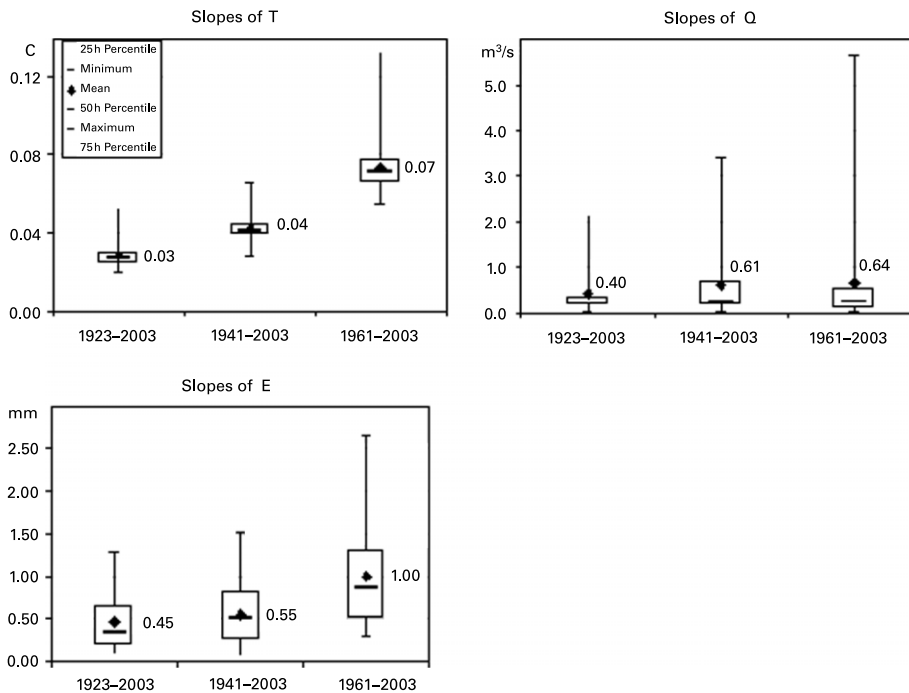 Slopes of T
C
25h Percentile
Minimum
Mean
50h Percentile
Maximum
75h Percentile
0.12
0.08
0.04
0.00
0.03
0.04
0.07
1923–2003
1941–2003
1961–2003
Slopes of Q
m³/s
5.0
4.0
3.0
2.0
1.0
0.0
0.40
0.61
0.64
1923–2003
1941–2003
1961–2003
Slopes of E
mm
2.50
2.00
1.50
1.00
0.50
0.00
0.45
0.55
1.00
1923–2003
1941–2003
1961–2003